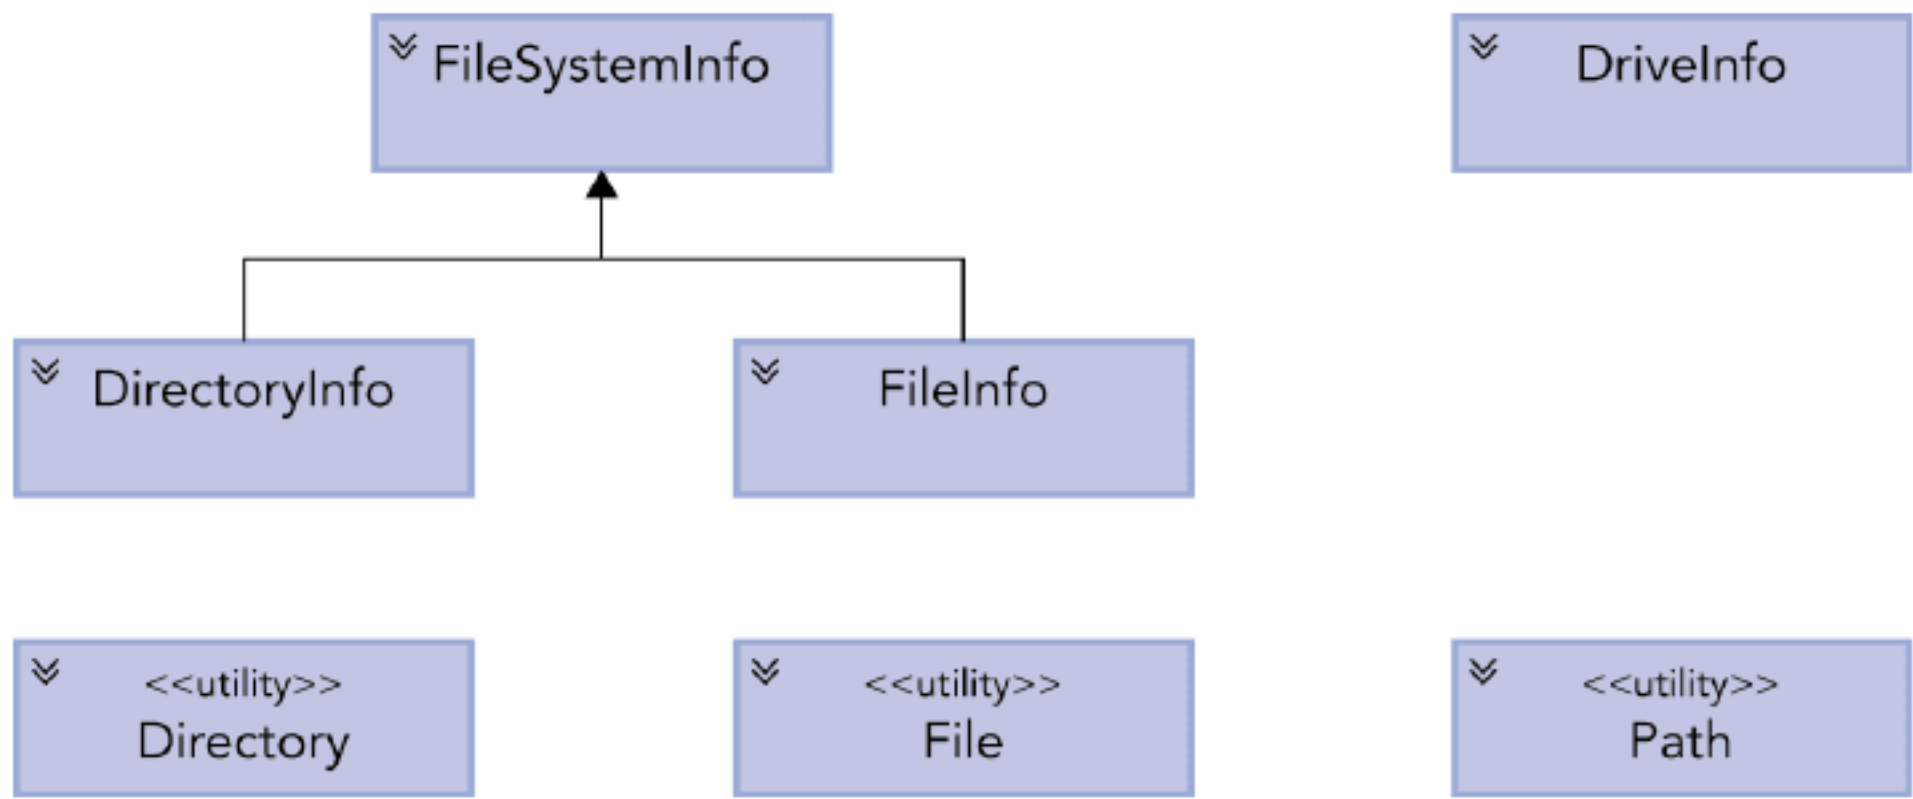 FileSystemInfo
DriveInfo
DirectoryInfo
FileInfo
<<utility>>
Directory
<<utility>>
File
<<utility>>
Path